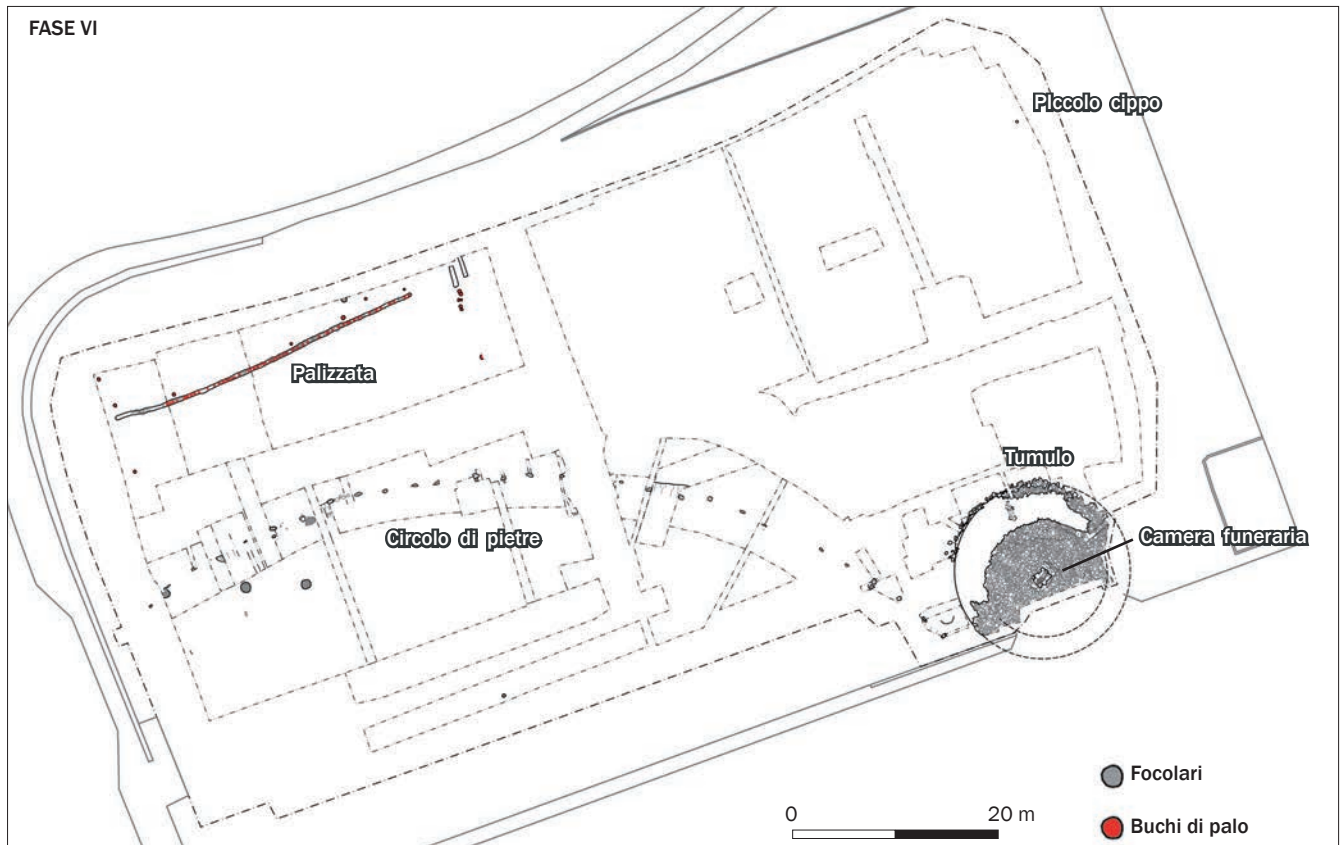 FASE VI
PIccolo cippo
Palizzata
Tumulo
Circolo di pietre
Camera funeraria
Focolari
0 20 m
Buchi di palo